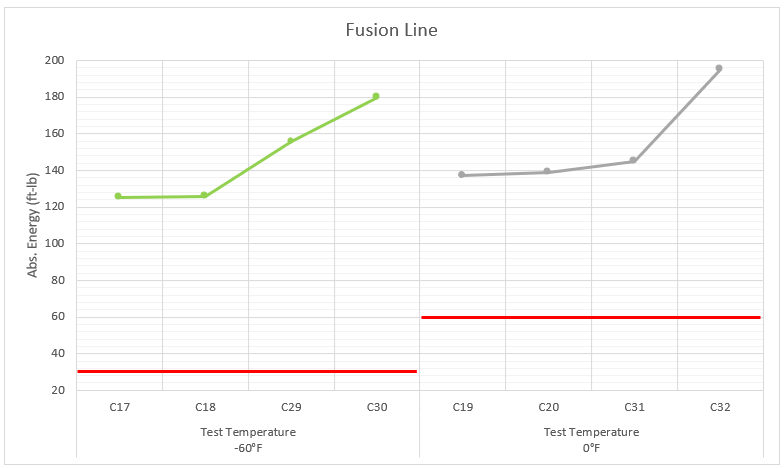 Fusion Line
Abs. Energy (ft-lb)
200
180
160
140
120
100
80
60
40
20
C17 C18 C29 C30 C19 C20 C31 C32
Test Temperature Test Temperature
-60°F 0°F